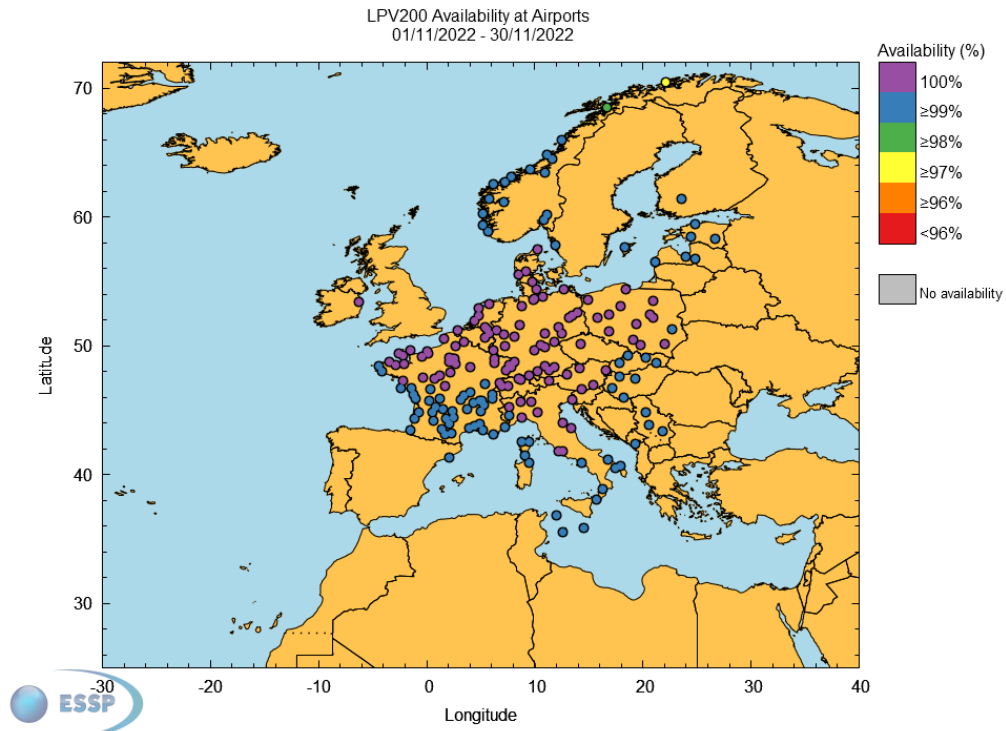 LPV200 Availability at Airports
01/11/2022 - 30/11/2022
Availability (%)
100%
≥99%
≥98%
≥97%
≥96%
<96%
No availability
70
60
50
40
30
Latitude
-30
-20
-10
0
10
20
30
40
Longitude
ESSP